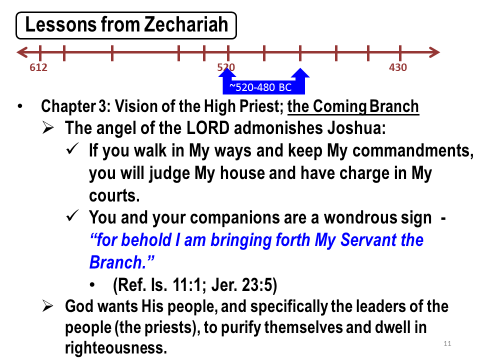 Lessons from Zechariah
612 520 430
~520-480 BC
• Chapter 3: Vision of the High Priest; the Coming Branch
➢ The angel of the LORD admonishes Joshua:
✓ If you walk in My ways and keep My commandments,
you will judge My house and have charge in My
courts.
✓ You and your companions are a wondrous sign -
“for behold I am bringing forth My Servant the
Branch.”
• (Ref. Is. 11:1; Jer. 23:5)
➢ God wants His people, and specifically the leaders of the
people (the priests), to purify themselves and dwell in
righteousness.
11